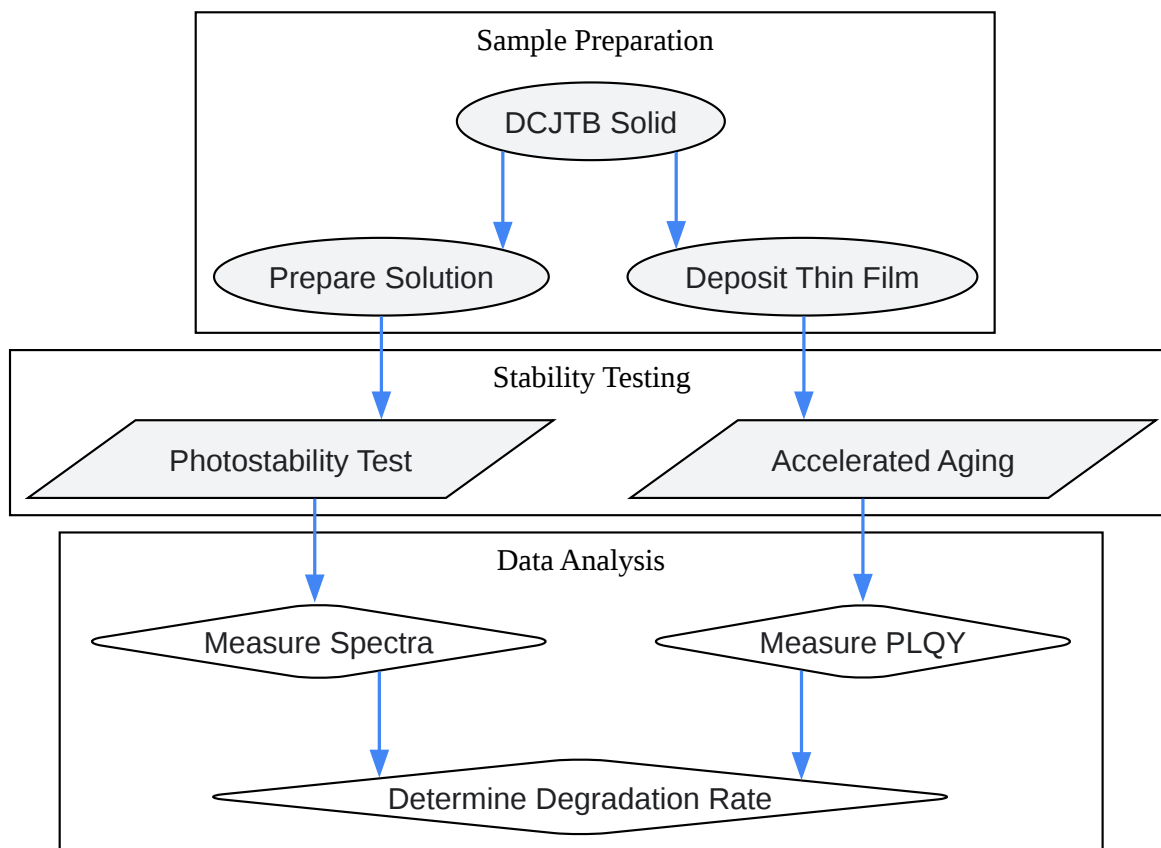 Sample Preparation
DCJTB Solid
Prepare Solution
Deposit Thin Film
Stability Testing
Photostability Test
Accelerated Aging
Data Analysis
Measure Spectra
Measure PLQY
Determine Degradation Rate